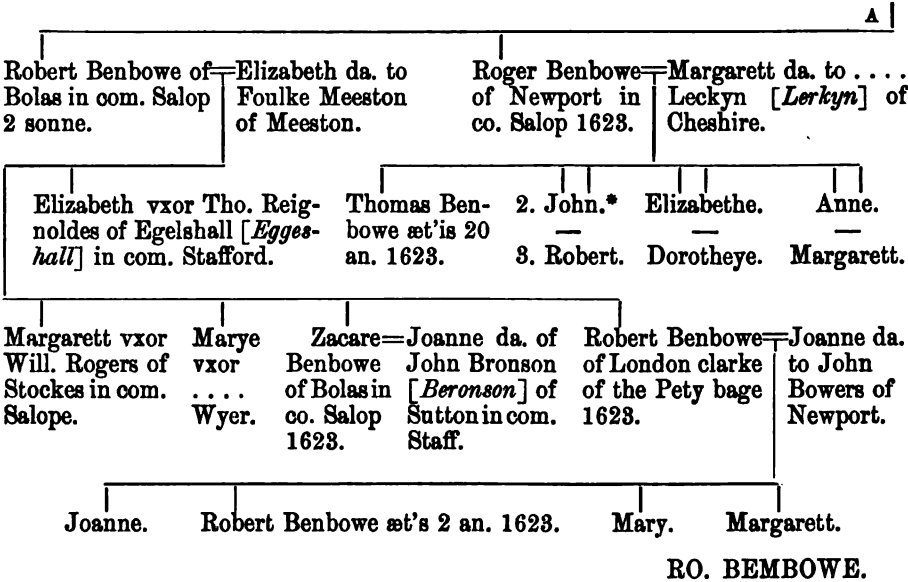 A
Robert Benbowe of=Elizabeth da. to
Bolas in com. Salop Foulke Meeston
2 sonne. of Meeston.
Roger Benbowe=Margarett da. to ....
of Newport in Leckyn [Lerkyn] of
co. Salop 1623. Cheshire.
Elizabeth vxor Tho. Reig-
noldes of Egelshall [Egges-
hall] in com. Stafford.
Thomas Ben-
bowe æt'is 20
an. 1623.
2. John.*
—
3. Robert.
Elizabethe.
—
Dorotheye.
Anne.
—
Margarett.
Margarett vxor
Will. Rogers of
Stockes in com.
Salope.
Marye
vxor
....
Wyer.
Zacare=Joanne da. of
Benbowe John Bronson
of Bolas in [Beronson] of
co. Salop Sutton in com.
1623. Staff.
Robert Benbowe=Joanne da.
of London clarke to John
of the Pety bage Bowers of
1623. Newport.
Joanne. Robert Benbowe æt's 2 an. 1623. Mary. Margarett.
RO. BEMBOWE.